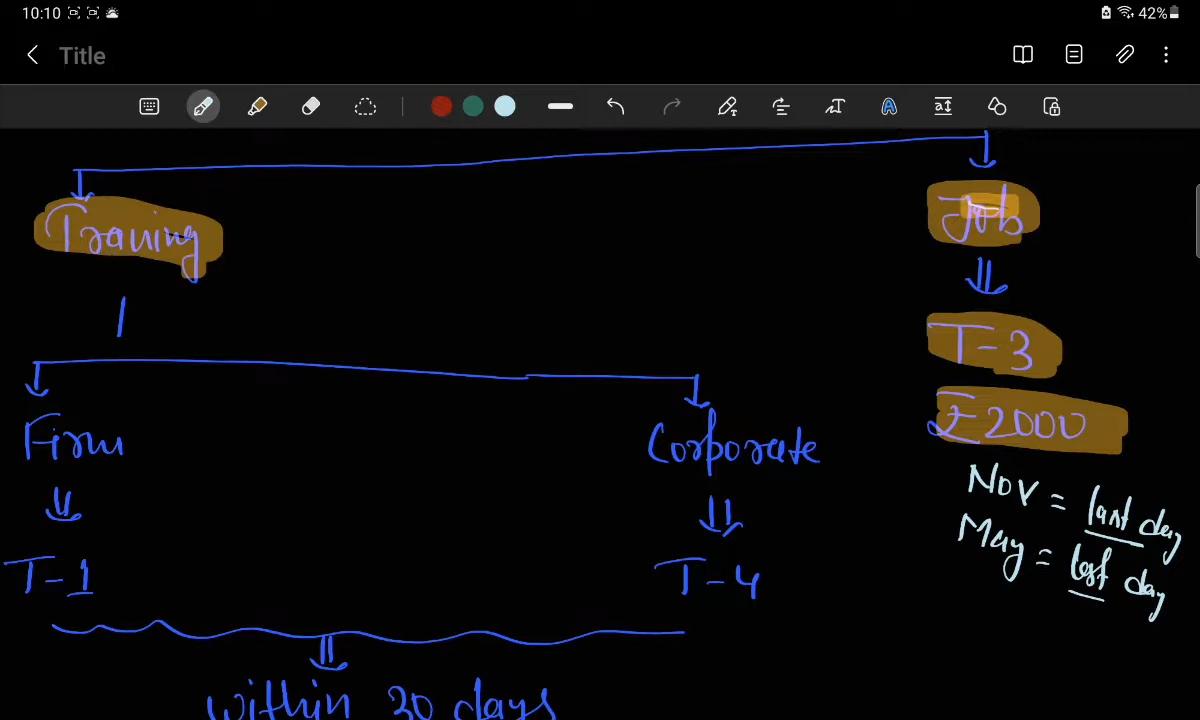 10:10 42%
Title
Traning
Job
T-3
₹2000
Firm
Corporate
Nov = last day
May = last day
T-1
T-4
within 30 days